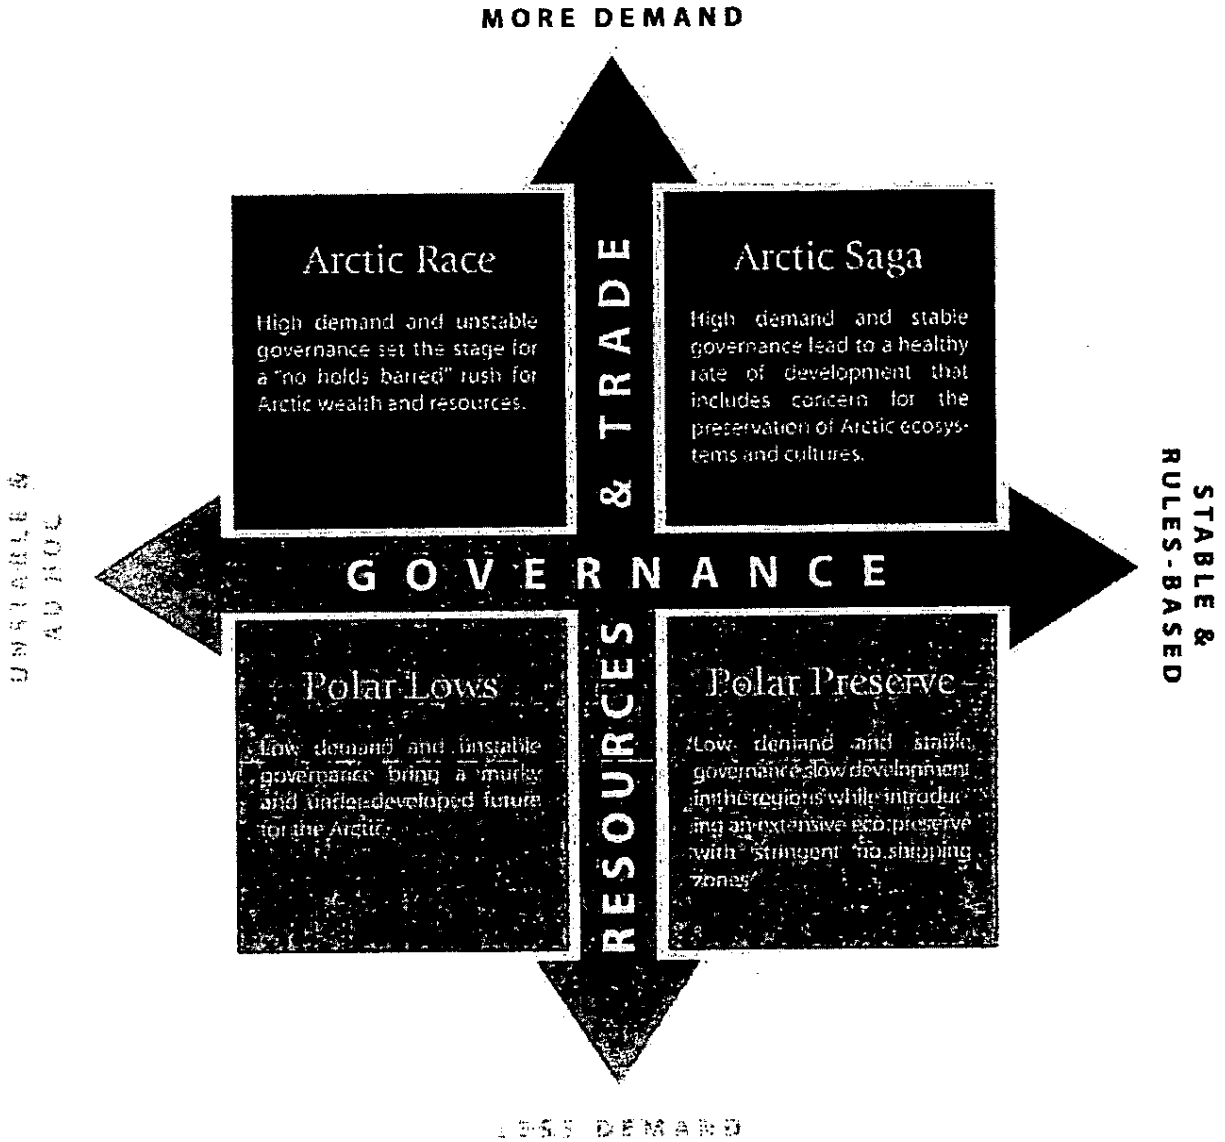 MORE DEMAND
Arctic Race
High demand and unstable
governance set the stage for
a "no holds barred" rush for
Arctic wealth and resources.
Arctic Saga
High demand and stable
governance lead to a healthy
rate of development that
includes concern for the
preservation of Arctic ecosys-
tems and cultures.
UNSTABLE &
AD HOC
GOVERNANCE
RESOURCES & TRADE
STABLE &
RULES-BASED
Polar Lows
Low demand and unstable
governance bring a murky
and under-developed future
for the Arctic.
Polar Preserve
Low demand and stable
governance slow development
in the regions while introduc-
ing an extensive eco-preserve
with stringent "no shipping
zones"
LESS DEMAND